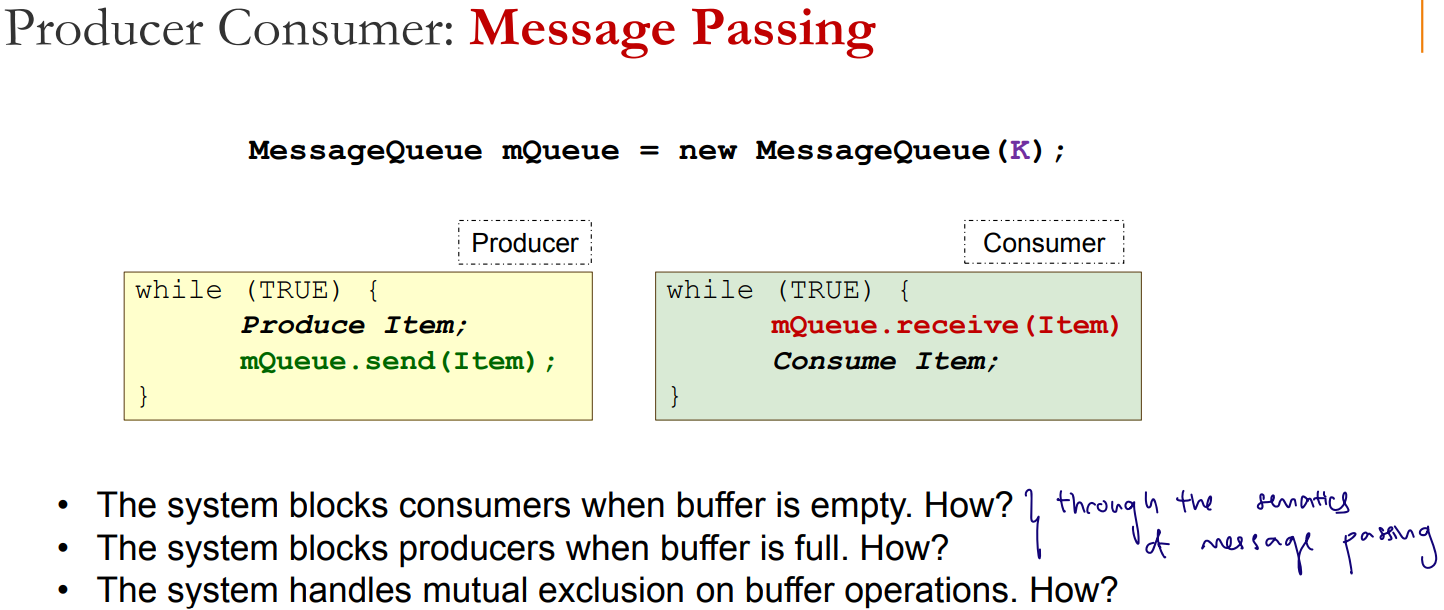 Producer Consumer: Message Passing
MessageQueue mQueue = new MessageQueue(K);
Producer
while (TRUE) {
Produce Item;
mQueue.send(Item);
}
Consumer
while (TRUE) {
mQueue.receive(Item)
Consume Item;
}
• The system blocks consumers when buffer is empty. How?
• The system blocks producers when buffer is full. How?
• The system handles mutual exclusion on buffer operations. How?
through the sematics
of message passing